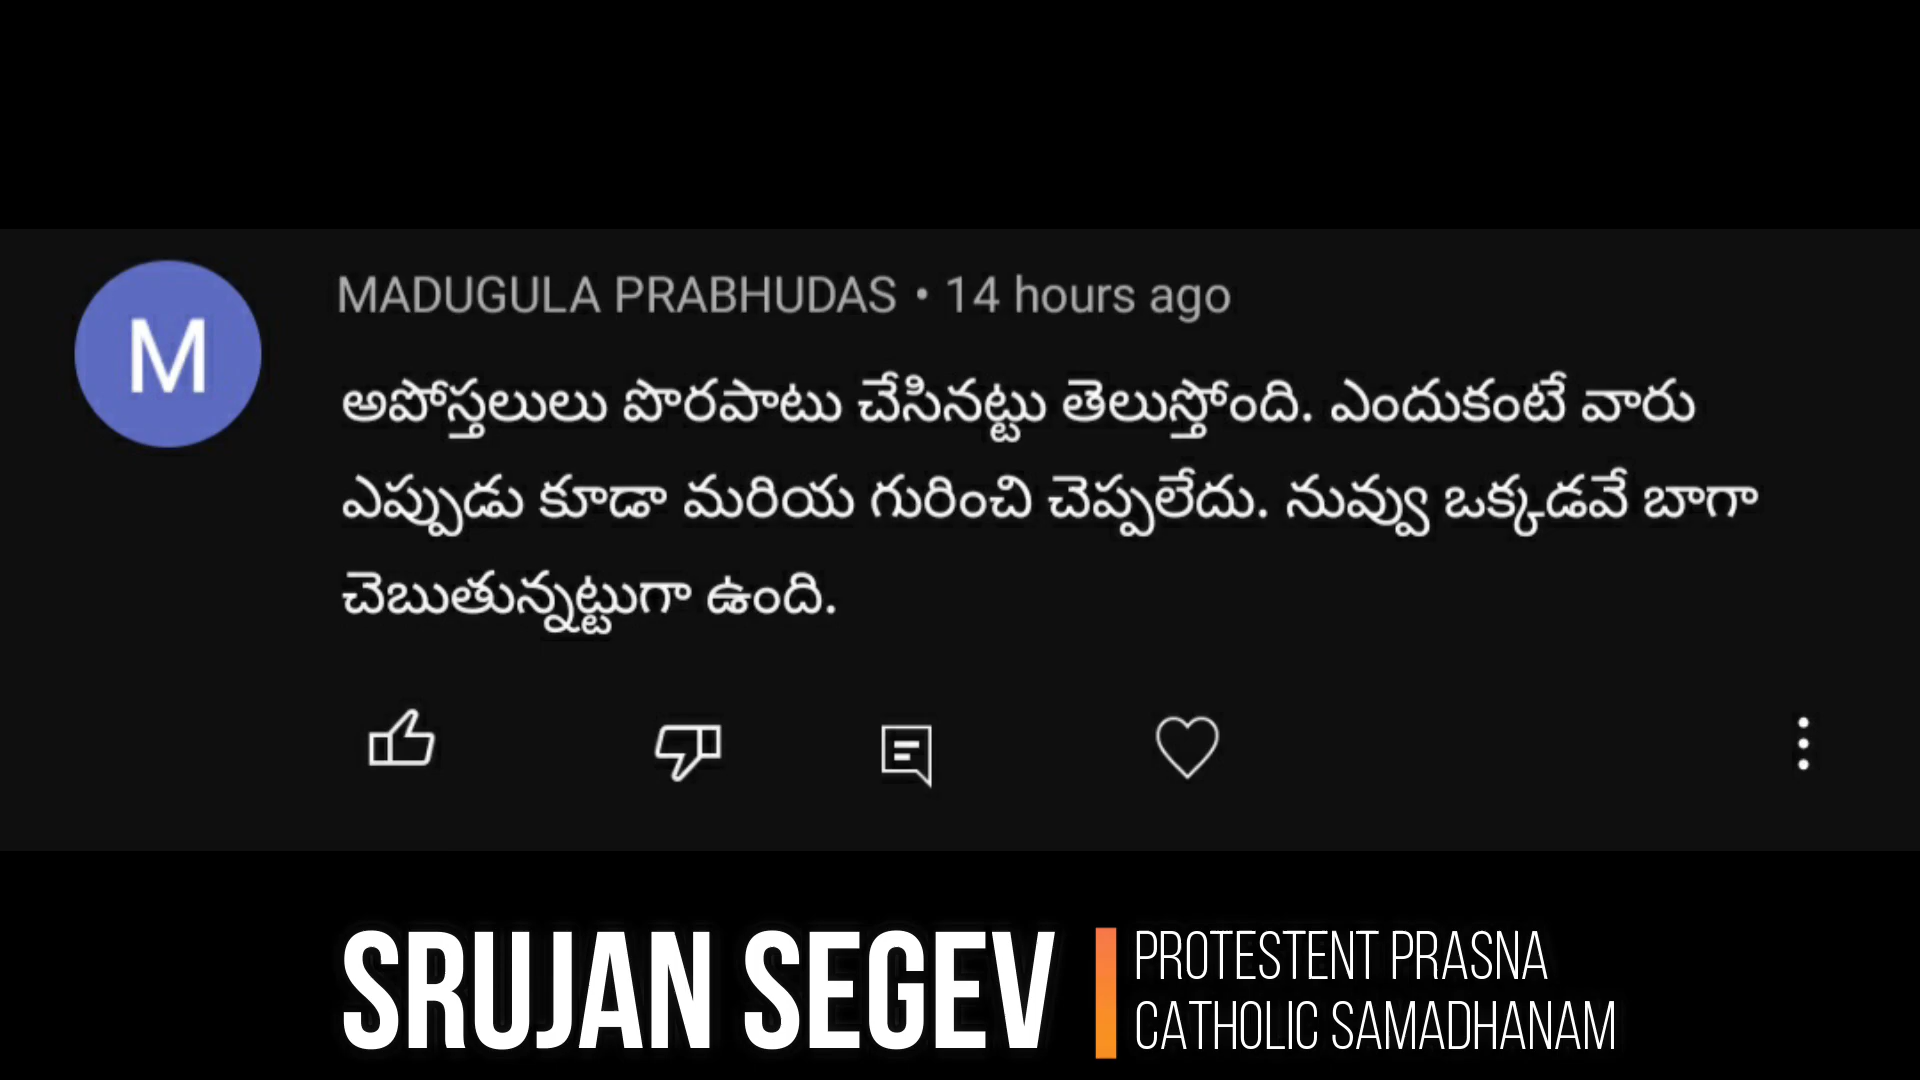 M
MADUGULA PRABHUDAS • 14 hours ago
అపోస్తలులు పొరపాటు చేసినట్టు తెలుస్తోంది. ఎందుకంటే వారు
ఎప్పుడు కూడా మరియ గురించి చెప్పలేదు. నువ్వు ఒక్కడవే బాగా
చెబుతున్నట్టుగా ఉంది.
SRUJAN SEGEV
PROTESTENT PRASNA
CATHOLIC SAMADHANAM